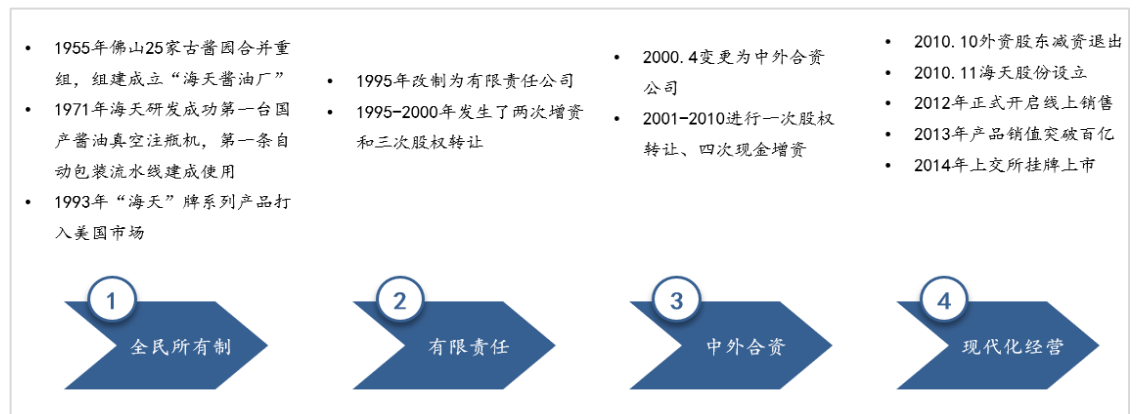 • 1955年佛山25家古酱园合并重
组，组建成立“海天酱油厂”
• 1971年海天研发成功第一台国
产酱油真空注瓶机，第一条自
动包装流水线建成使用
• 1993年“海天”牌系列产品打
入美国市场
• 1995年改制为有限责任公司
• 1995-2000年发生了两次增资
和三次股权转让
• 2000.4变更为中外合资
公司
• 2001-2010进行一次股权
转让、四次现金增资
• 2010.10外资股东减资退出
• 2010.11海天股份设立
• 2012年正式开启线上销售
• 2013年产品销值突破百亿
• 2014年上交所挂牌上市
1
全民所有制
2
有限责任
3
中外合资
4
现代化经营